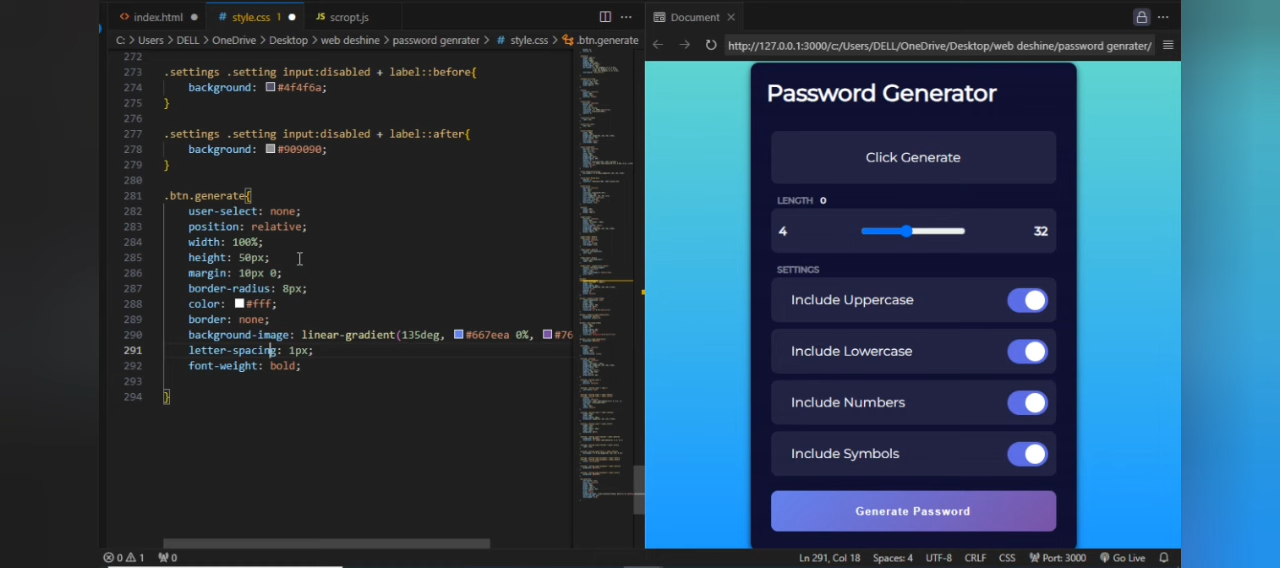 index.html
# style.css 1
JS scropt.js
C: > Users > DELL > OneDrive > Desktop > web deshine > password genrater > # style.css > .btn.generate
272
273 .settings .setting input:disabled + label::before{
274 background: #4f4f6a;
275 }
276
277 .settings .setting input:disabled + label::after{
278 background: #909090;
279 }
280
281 .btn.generate{
282 user-select: none;
283 position: relative;
284 width: 100%;
285 height: 50px;
286 margin: 10px 0;
287 border-radius: 8px;
288 color: #fff;
289 border: none;
290 background-image: linear-gradient(135deg, #667eea 0%, #76
291 letter-spacing: 1px;
292 font-weight: bold;
293
294 }
0 1 0
Ln 291, Col 18 Spaces: 4 UTF-8 CRLF CSS Port: 3000 Go Live
Document
http://127.0.0.1:3000/c:/Users/DELL/OneDrive/Desktop/web deshine/password genrater/
Password Generator
Click Generate
LENGTH 0
4 32
SETTINGS
Include Uppercase
Include Lowercase
Include Numbers
Include Symbols
Generate Password